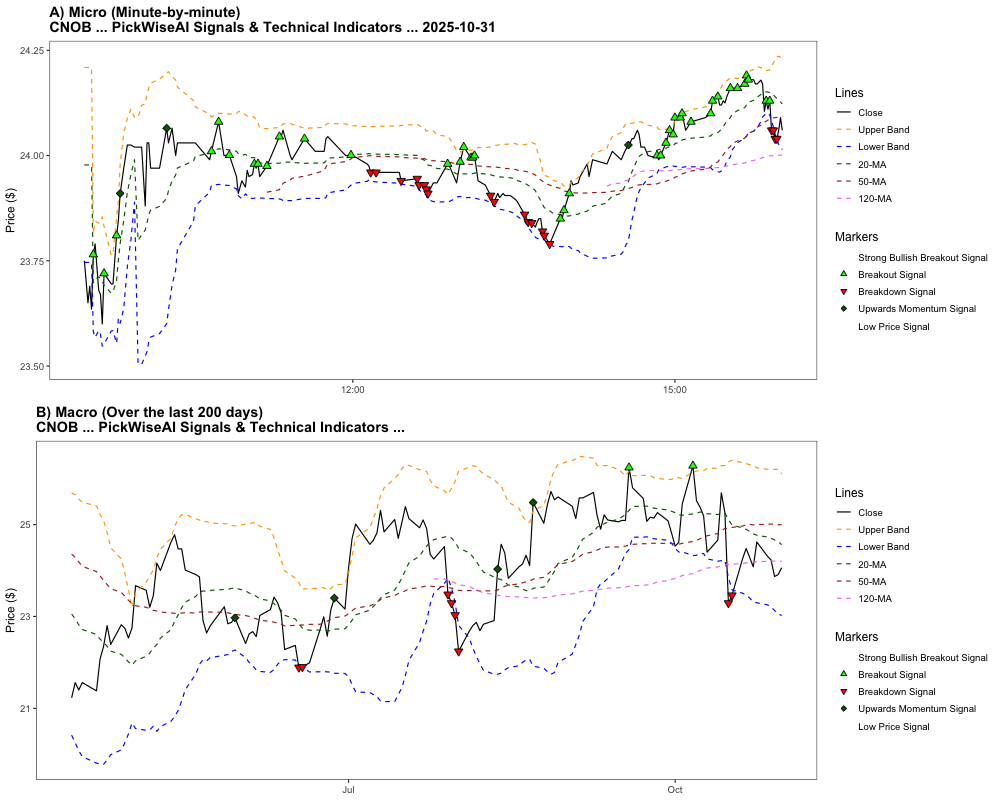 A) Micro (Minute-by-minute)
CNOB ... PickWiseAI Signals & Technical Indicators ... 2025-10-31
Price ($)
24.25
24.00
23.75
23.50
12:00
15:00
Lines
Close
Upper Band
Lower Band
20-MA
50-MA
120-MA
Markers
Strong Bullish Breakout Signal
Breakout Signal
Breakdown Signal
Upwards Momentum Signal
Low Price Signal
B) Macro (Over the last 200 days)
CNOB ... PickWiseAI Signals & Technical Indicators ...
Price ($)
25
23
21
Jul
Oct
Lines
Close
Upper Band
Lower Band
20-MA
50-MA
120-MA
Markers
Strong Bullish Breakout Signal
Breakout Signal
Breakdown Signal
Upwards Momentum Signal
Low Price Signal